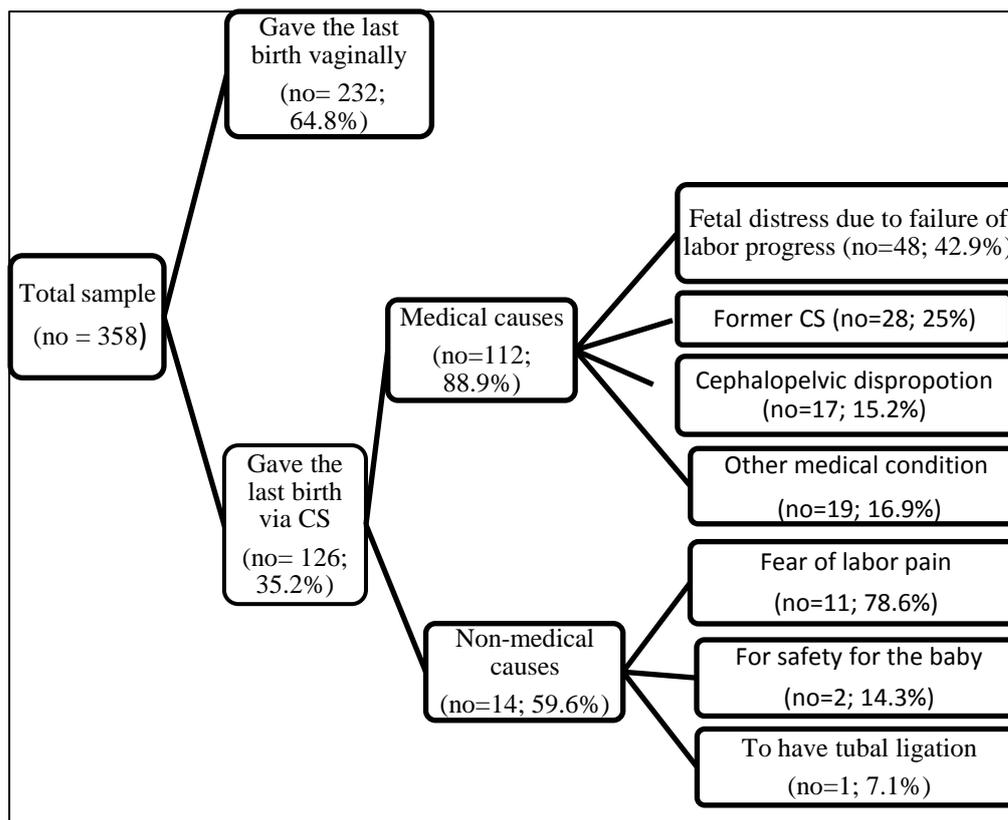 Gave the last
birth vaginally
(no= 232;
64.8%)
Total sample
(no = 358)
Gave the
last birth
via CS
(no= 126;
35.2%)
Medical causes
(no=112;
88.9%)
Fetal distress due to failure of
labor progress (no=48; 42.9%)
Former CS (no=28; 25%)
Cephalopelvic dispropotion
(no=17; 15.2%)
Other medical condition
(no=19; 16.9%)
Non-medical
causes
(no=14; 59.6%)
Fear of labor pain
(no=11; 78.6%)
For safety for the baby
(no=2; 14.3%)
To have tubal ligation
(no=1; 7.1%)